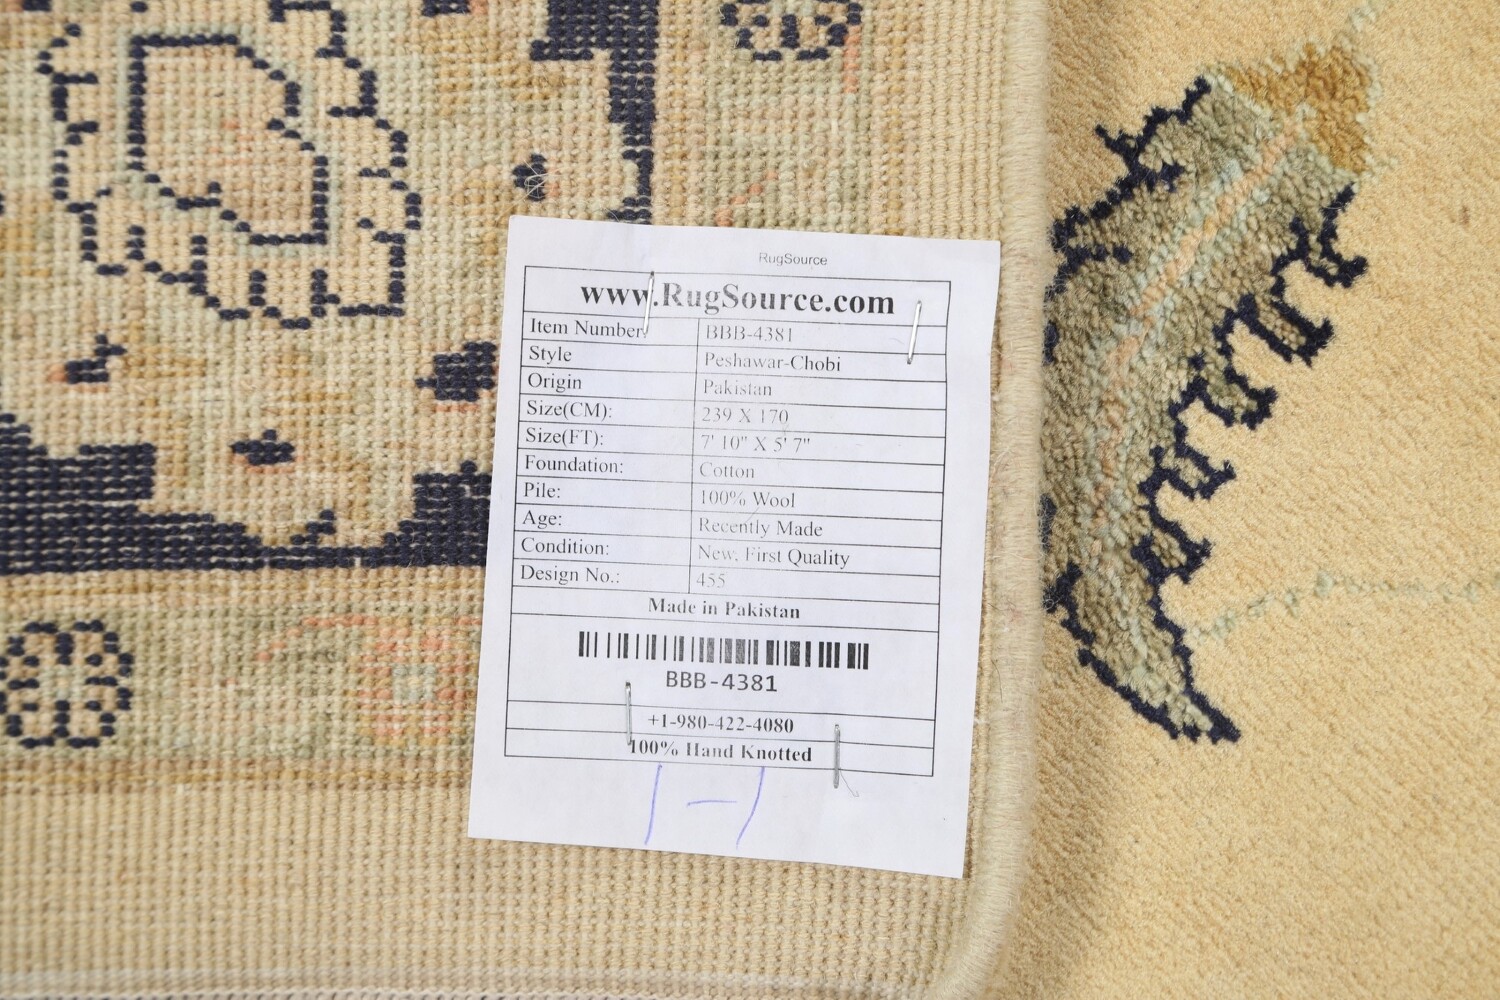 RugSource
www.RugSource.com
Item Number: BBB-4381
Style Peshawar-Chobi
Origin Pakistan
Size(CM): 239 X 170
Size(FT): 7' 10" X 5' 7"
Foundation: Cotton
Pile: 100% Wool
Age: Recently Made
Condition: New, First Quality
Design No.: 455
Made in Pakistan
BBB-4381
+1-980-422-4080
100% Hand Knotted
1-1